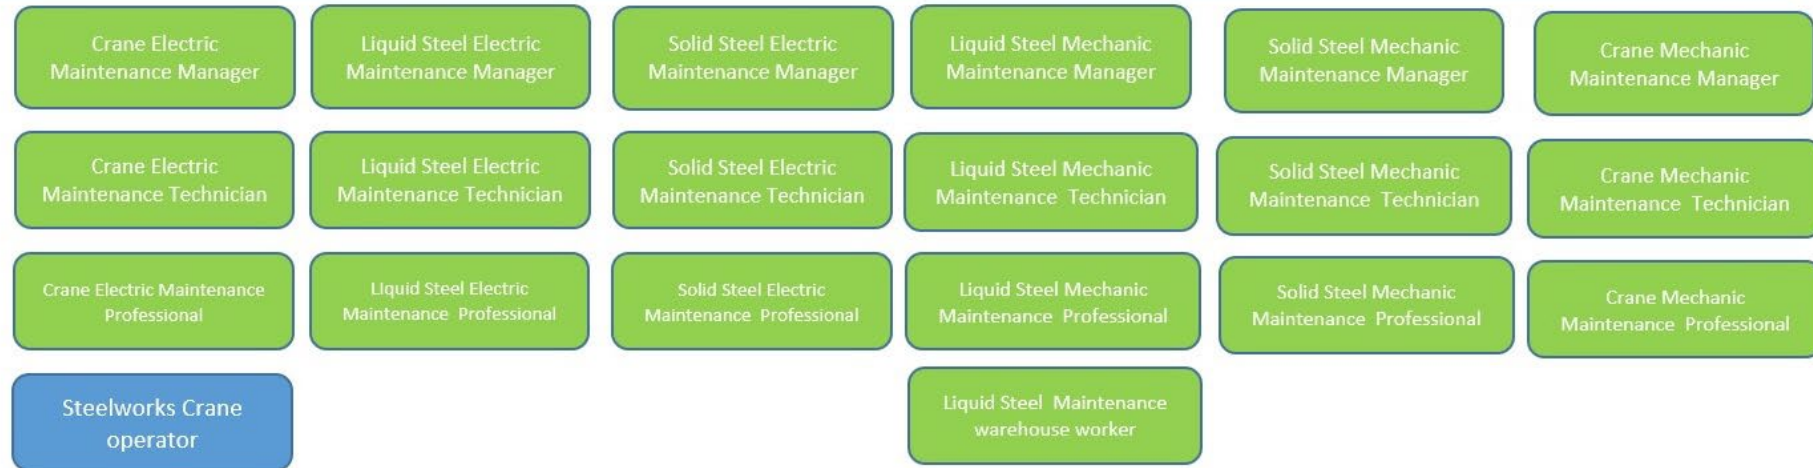 Crane Electric
Maintenance Manager
Liquid Steel Electric
Maintenance Manager
Solid Steel Electric
Maintenance Manager
Liquid Steel Mechanic
Maintenance Manager
Solid Steel Mechanic
Maintenance Manager
Crane Mechanic
Maintenance Manager
Crane Electric
Maintenance Technician
Liquid Steel Electric
Maintenance Technician
Solid Steel Electric
Maintenance Technician
Liquid Steel Mechanic
Maintenance Technician
Solid Steel Mechanic
Maintenance Technician
Crane Mechanic
Maintenance Technician
Crane Electric Maintenance
Professional
Liquid Steel Electric
Maintenance Professional
Solid Steel Electric
Maintenance Professional
Liquid Steel Mechanic
Maintenance Professional
Solid Steel Mechanic
Maintenance Professional
Crane Mechanic
Maintenance Professional
Steelworks Crane
operator
Liquid Steel Maintenance
warehouse worker